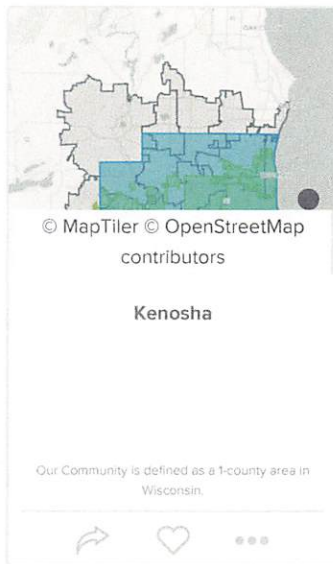 © MapTiler © OpenStreetMap
contributors
Kenosha
Our Community is defined as a 1-county area in
Wisconsin.